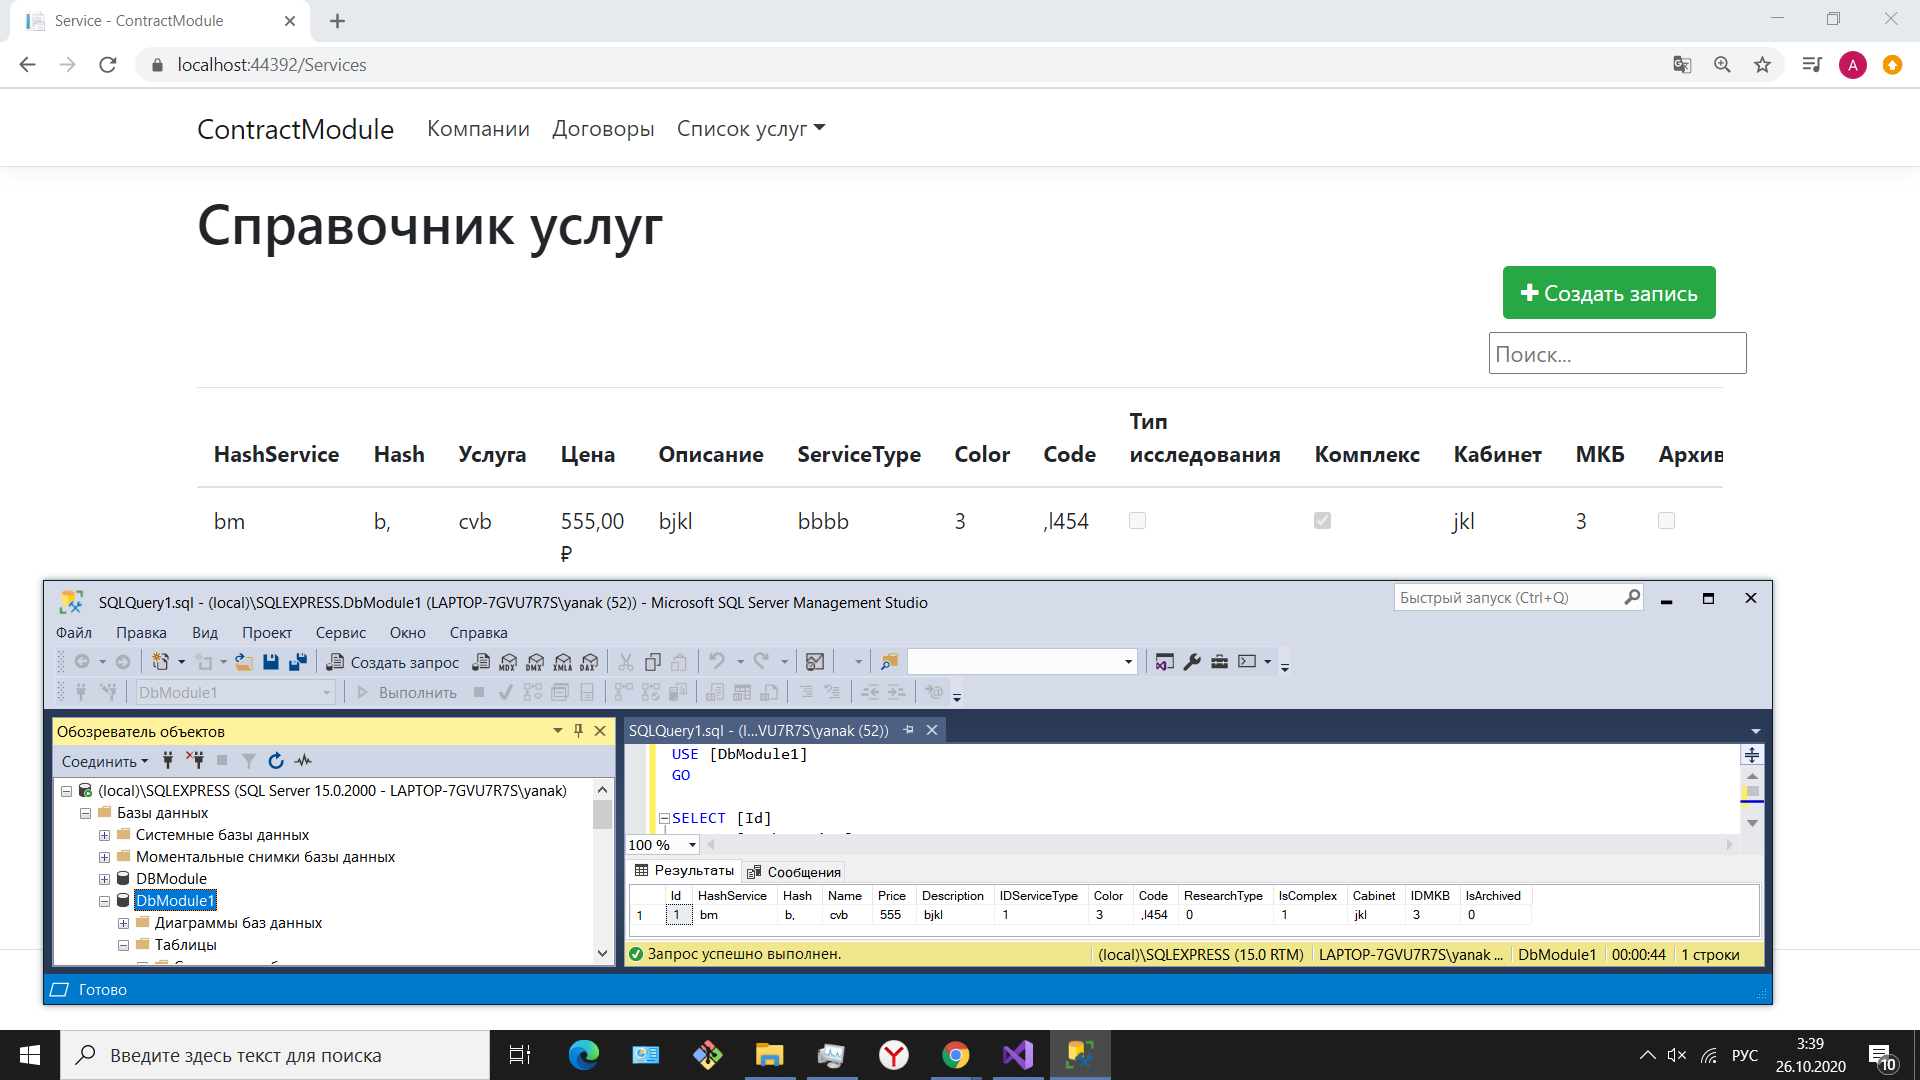 Service - ContractModule
localhost:44392/Services
A
ContractModule Компании Договоры Список услуг
Справочник услуг
Создать запись
Поиск...
HashService Hash Услуга Цена Описание ServiceType Color Code Тип исследования Комплекс Кабинет МКБ Архив
bm b, cvb 555,00 ₽ bjkl bbbb 3 ,l454 jkl 3
SQLQuery1.sql - (local)\SQLEXPRESS.DbModule1 (LAPTOP-7GVU7R7S\yanak (52)) - Microsoft SQL Server Management Studio
Быстрый запуск (Ctrl+Q)
Файл Правка Вид Проект Сервис Окно Справка
Создать запрос MDX DMX XMLA DAX
DbModule1 Выполнить
Обозреватель объектов
Соединить
(local)\SQLEXPRESS (SQL Server 15.0.2000 - LAPTOP-7GVU7R7S\yanak)
Базы данных
Системные базы данных
Моментальные снимки базы данных
DBModule
DbModule1
Диаграммы баз данных
Таблицы
SQLQuery1.sql - (l...VU7R7S\yanak (52))
USE [DbModule1]
GO
SELECT [Id]
100 %
Результаты Сообщения
Id HashService Hash Name Price Description IDServiceType Color Code ResearchType IsComplex Cabinet IDMKB IsArchived
1 1 bm b, cvb 555 bjkl 1 3 ,l454 0 1 jkl 3 0
Запрос успешно выполнен. (local)\SQLEXPRESS (15.0 RTM) LAPTOP-7GVU7R7S\yanak ... DbModule1 00:00:44 1 строки
Готово
Введите здесь текст для поиска
РУС
3:39
26.10.2020
10